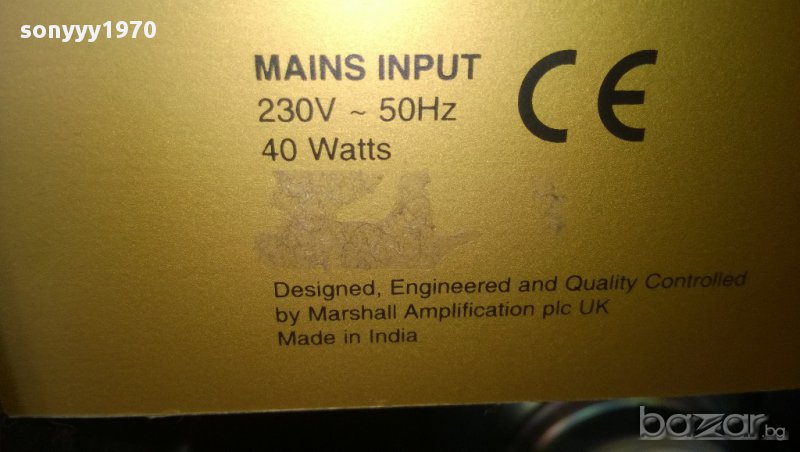 sonyyy1970
MAINS INPUT
230V ~ 50Hz
40 Watts
CE
Designed, Engineered and Quality Controlled
by Marshall Amplification plc UK
Made in India
bazar.bg